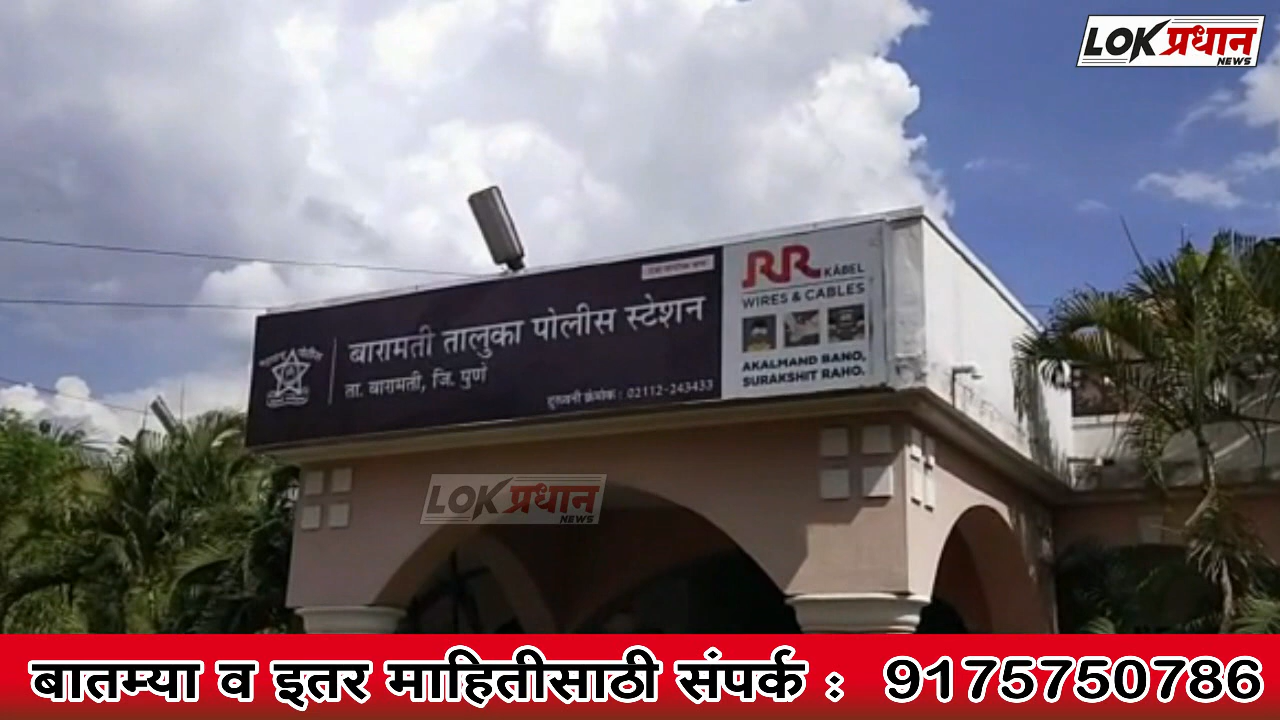 LOKप्रधान
NEWS
RR KABEL
WIRES & CABLES
बारामती तालुका पोलीस स्टेशन
ता. बारामती, जि. पुणे
दुरध्वनी क्रमांक : 02112-243433
AKALMAND BANO,
SURAKSHIT RAHO.
LOKप्रधान
NEWS
बातम्या व इतर माहितीसाठी संपर्क : 9175750786